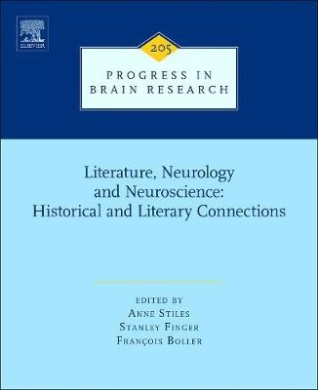 ELSEVIER
205
PROGRESS IN
BRAIN RESEARCH
Literature, Neurology
and Neuroscience:
Historical and Literary Connections
EDITED BY
ANNE STILES
STANLEY FINGER
FRANÇOIS BOLLER